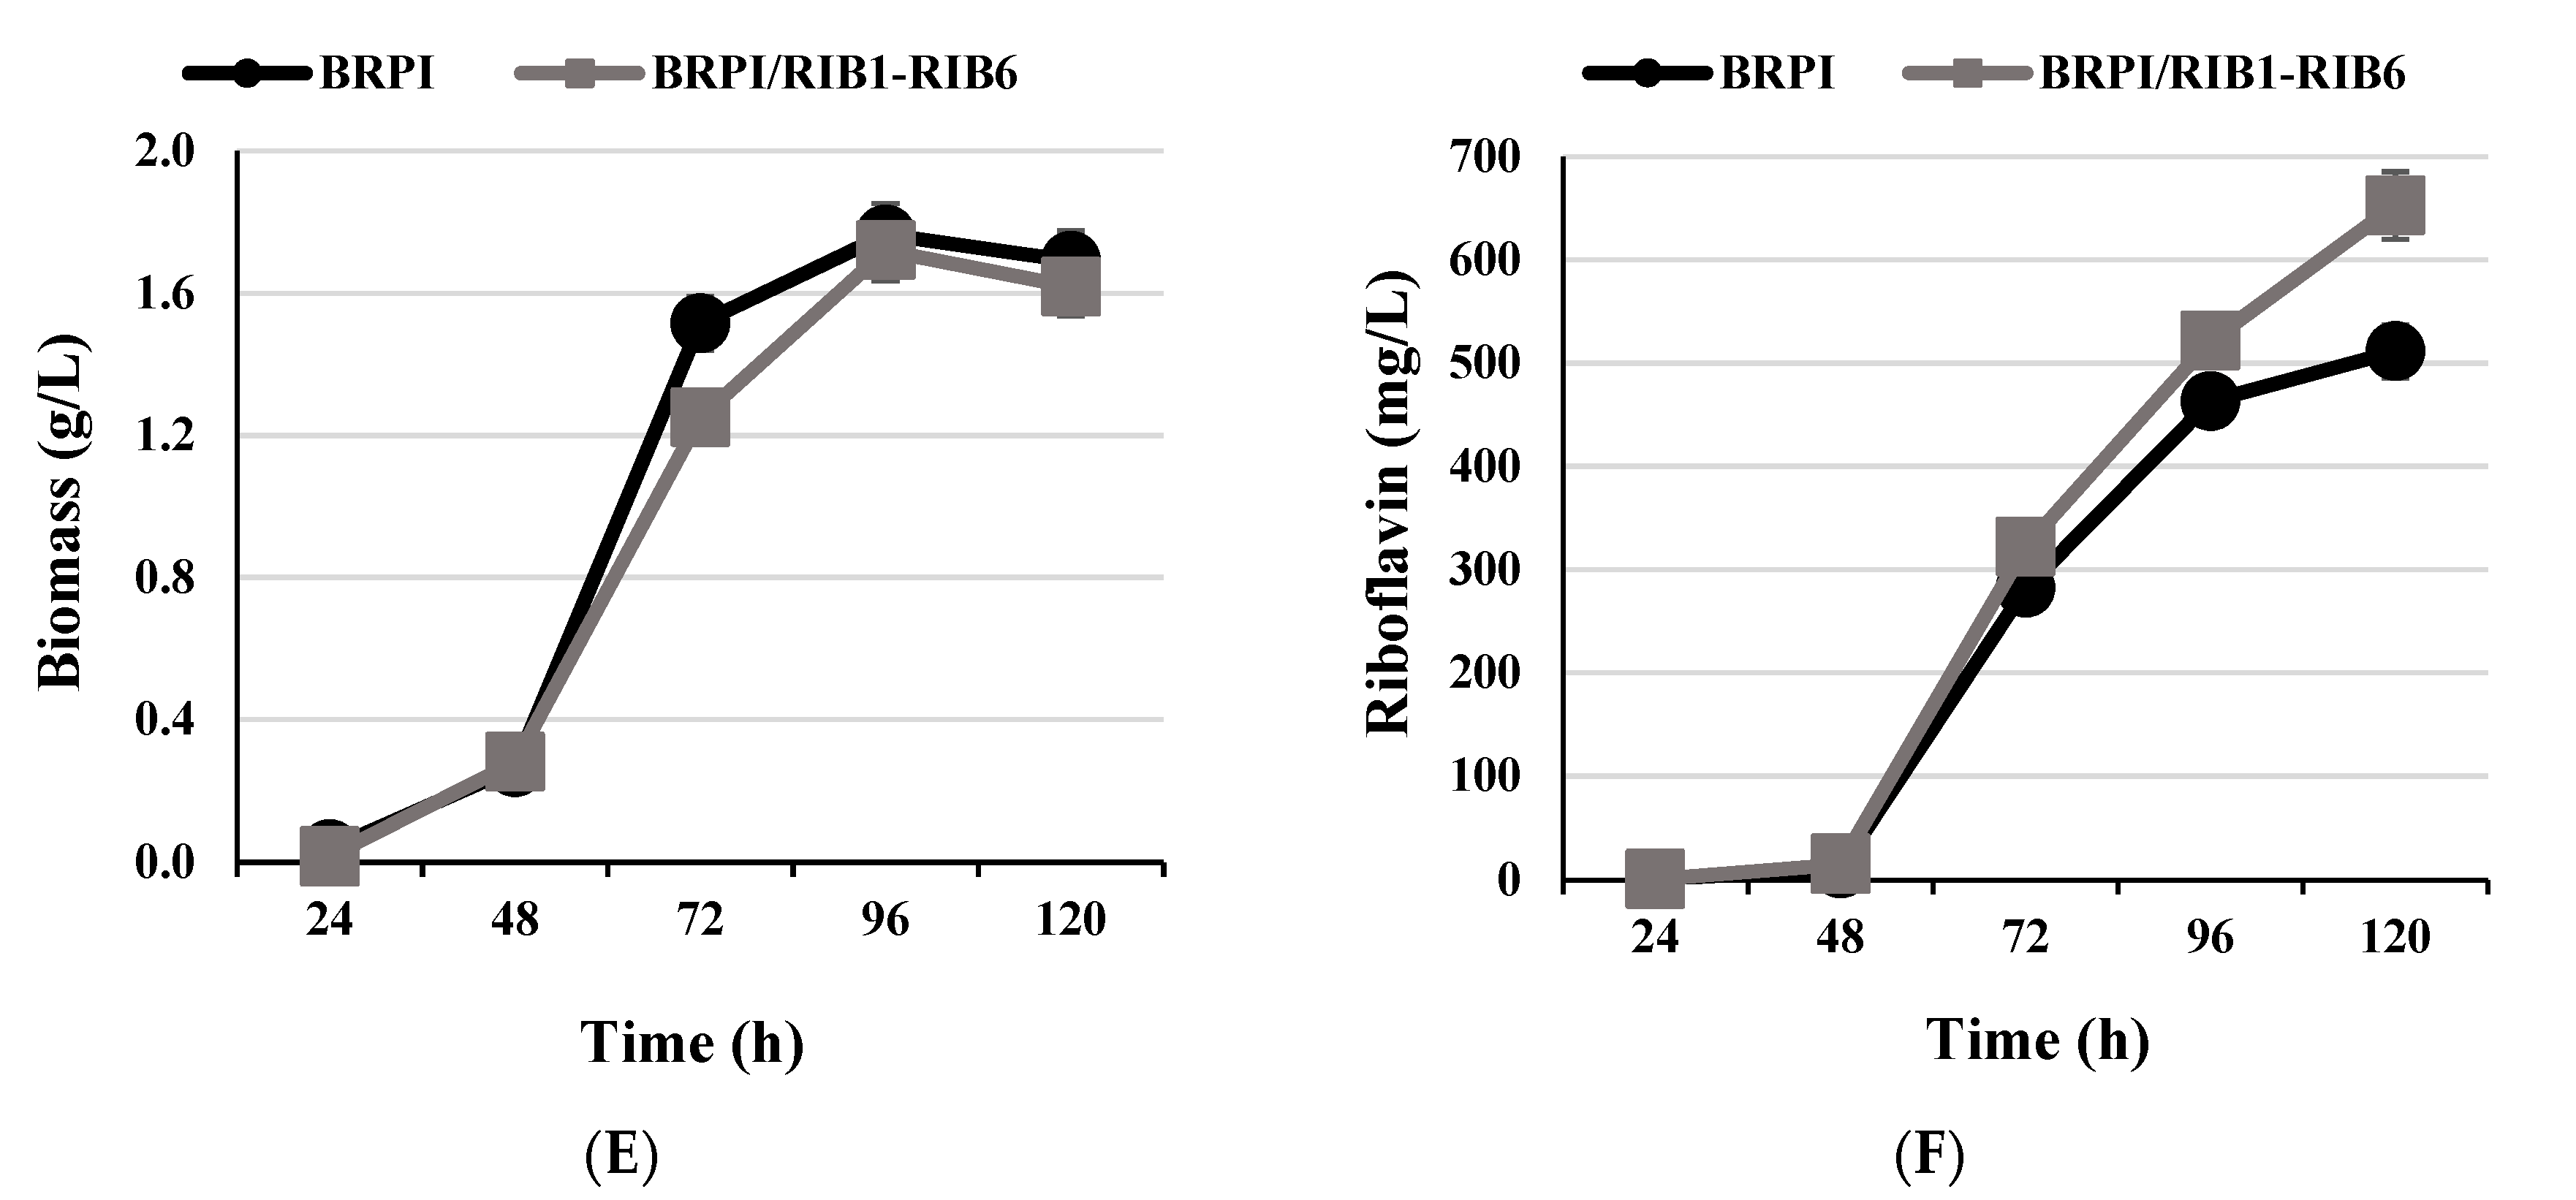 BRPI BRPI/RIB1-RIB6
2.0
1.6
1.2
0.8
0.4
0.0
Biomass (g/L)
24 48 72 96 120
Time (h)
(E)
BRPI BRPI/RIB1-RIB6
700
600
500
400
300
200
100
0
Riboflavin (mg/L)
24 48 72 96 120
Time (h)
(F)